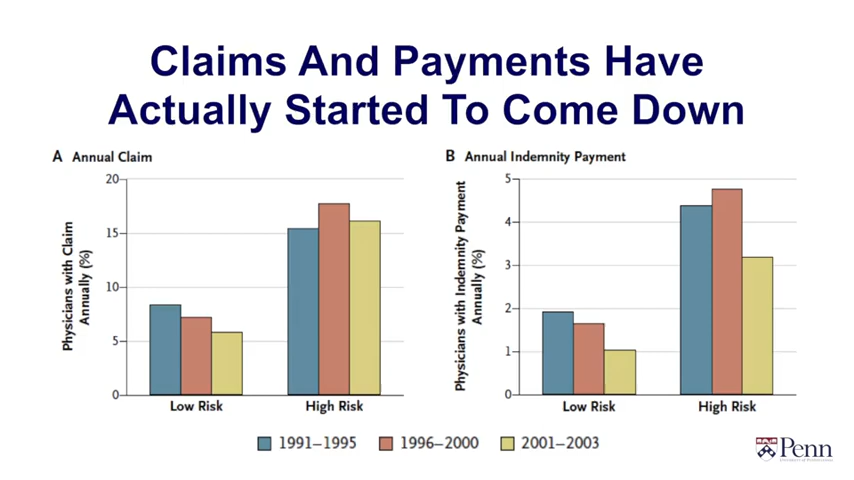 Claims And Payments Have
Actually Started To Come Down
A Annual Claim
Physicians with Claim
Annually (%)
20
15
10
5
0
Low Risk
High Risk
B Annual Indemnity Payment
Physicians with Indemnity Payment
Annually (%)
5
4
3
2
1
0
Low Risk
High Risk
1991–1995
1996–2000
2001–2003
Penn